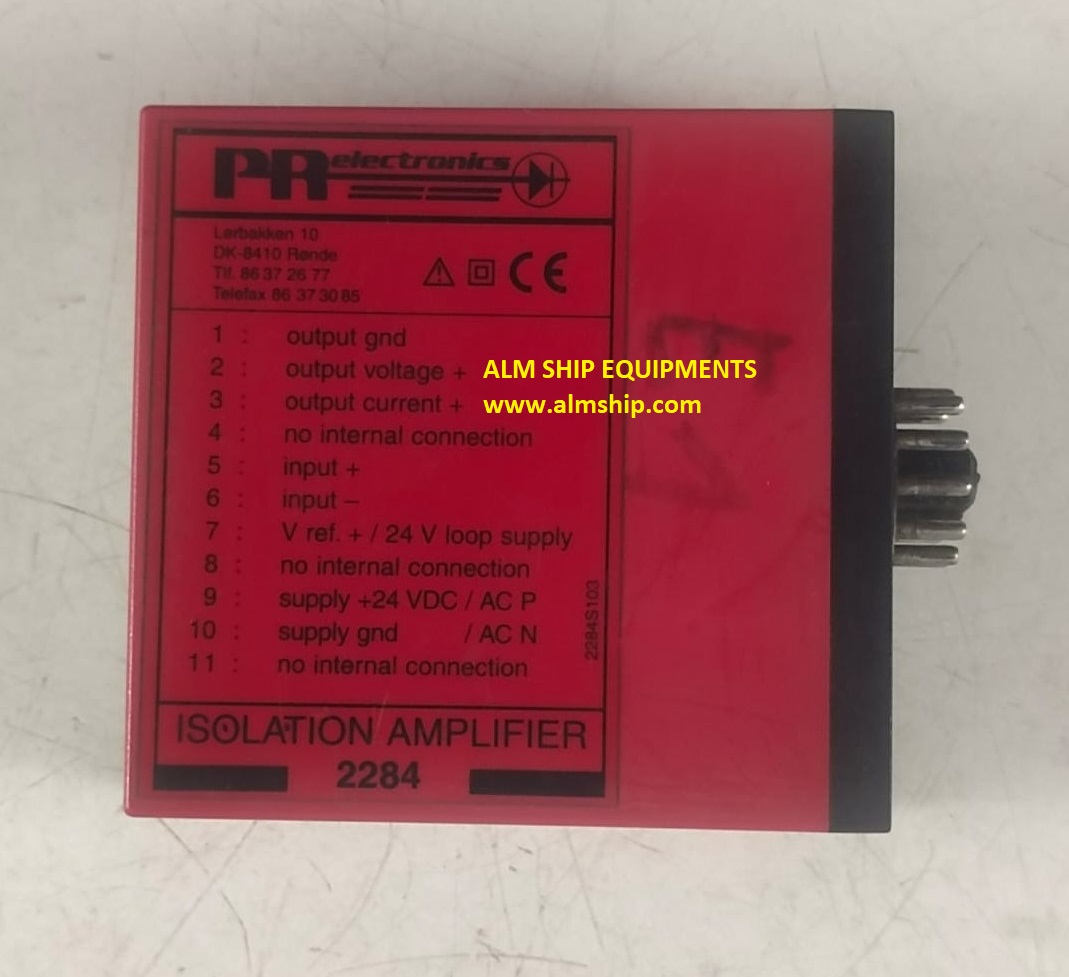 PR electronics
Lerbakken 10
DK-8410 Rønde
Tlf. 86 37 26 77
Telefax 86 37 30 85
CE
1 : output gnd
2 : output voltage +
3 : output current +
4 : no internal connection
5 : input +
6 : input –
7 : V ref. + / 24 V loop supply
8 : no internal connection
9 : supply +24 VDC / AC P
10 : supply gnd / AC N
11 : no internal connection
2284S103
ISOLATION AMPLIFIER
2284
ALM SHIP EQUIPMENTS
www.almship.com